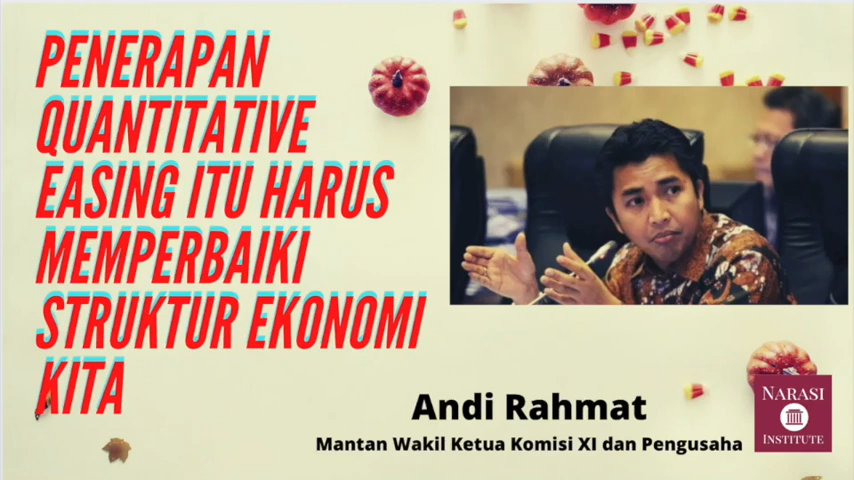 PENERAPAN
QUANTITATIVE
EASING ITU HARUS
MEMPERBAIKI
STRUKTUR EKONOMI
KITA
Andi Rahmat
Mantan Wakil Ketua Komisi XI dan Pengusaha
NARASI
INSTITUTE